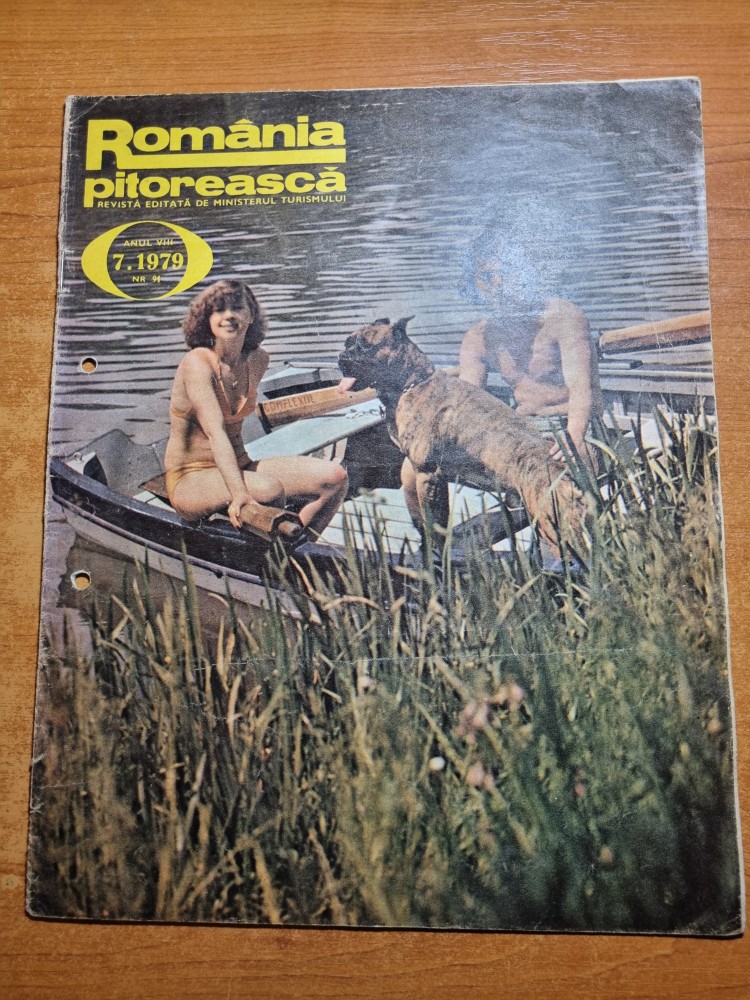 România
pitorească
REVISTĂ EDITATĂ DE MINISTERUL TURISMULUI
ANUL VIII
7.1979
NR 91
COMPLEXUL